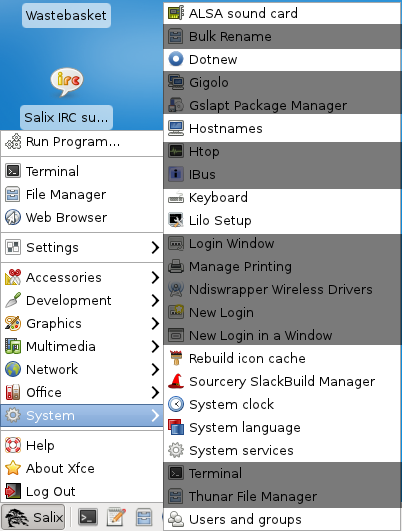 Wastebasket
irc
Salix IRC su...
Run Program...
Terminal
File Manager
Web Browser
Settings
Accessories
Development
Graphics
Multimedia
Network
Office
System
Help
About Xfce
Log Out
Salix
ALSA sound card
Bulk Rename
Dotnew
Gigolo
Gslapt Package Manager
Hostnames
Htop
IBus
Keyboard
Lilo Setup
Login Window
Manage Printing
Ndiswrapper Wireless Drivers
New Login
New Login in a Window
Rebuild icon cache
Sourcery SlackBuild Manager
System clock
System language
System services
Terminal
Thunar File Manager
Users and groups